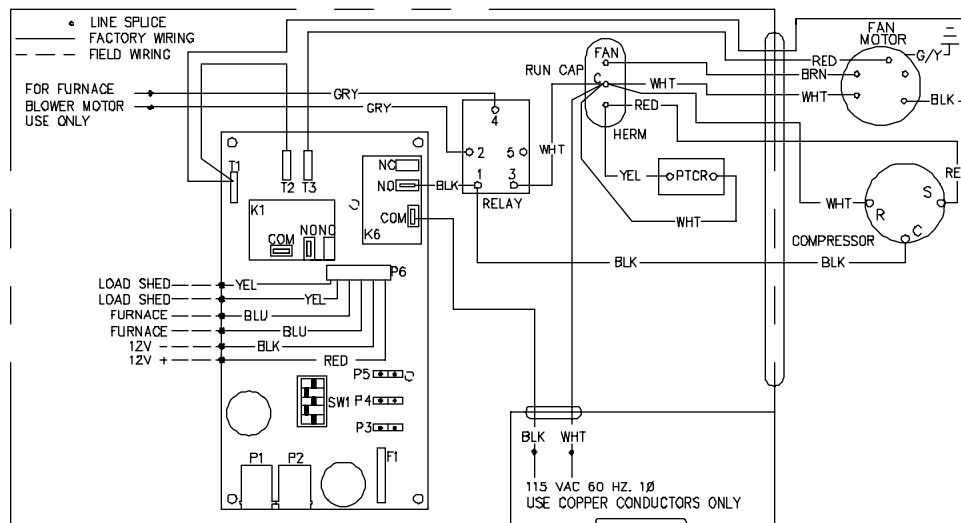 LINE SPLICE
FACTORY WIRING
FIELD WIRING
FOR FURNACE
BLOWER MOTOR
USE ONLY
GRY
GRY
4
2
5
1
3
RELAY
WHT
RUN CAP
FAN
C
HERM
WHT
RED
YEL
PTCR
WHT
FAN
MOTOR
RED
BRN
WHT
G/Y
BLK
RED
WHT
S
R
C
COMPRESSOR
BLK
BLK
T1
T2
T3
NC
NO
COM
K6
BLK
K1
COM
NO
NO
P6
LOAD SHED
YEL
LOAD SHED
YEL
FURNACE
BLU
FURNACE
BLU
12V -
BLK
12V +
RED
P5
SW1
P4
P3
P1
P2
F1
BLK
WHT
115 VAC 60 HZ. 1Ø
USE COPPER CONDUCTORS ONLY